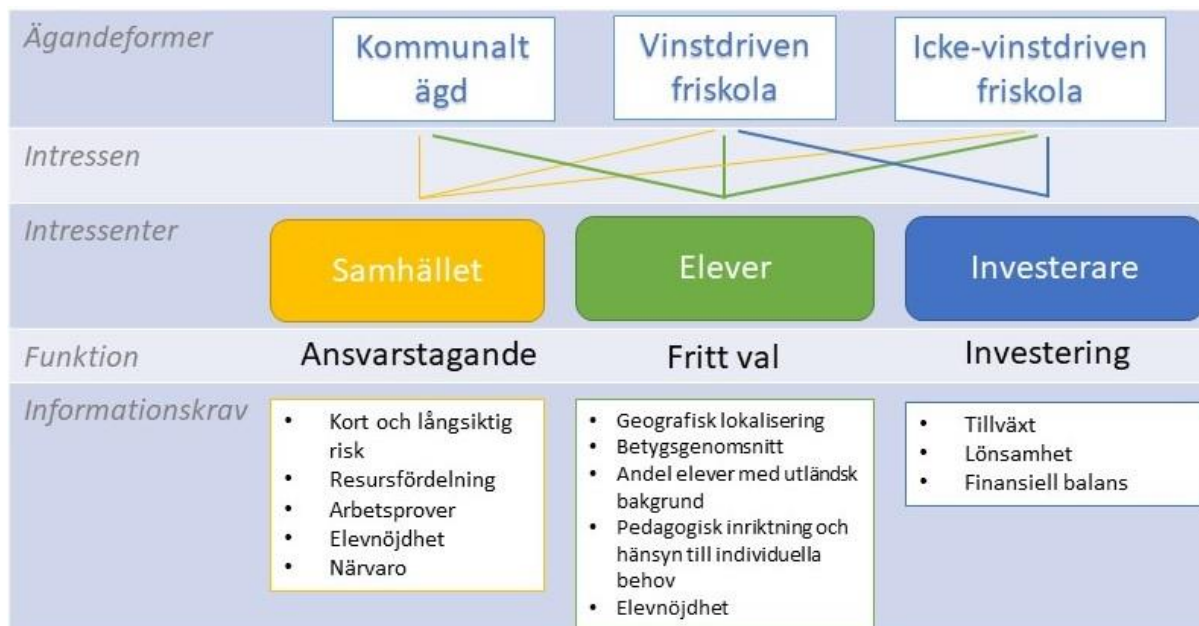 Ägandeformer
Kommunalt
ägd
Vinstdriven
friskola
Icke-vinstdriven
friskola
Intressen
Intressenter
Samhället
Elever
Investerare
Funktion
Ansvarstagande
Fritt val
Investering
Informationskrav
• Kort och långsiktig
risk
• Resursfördelning
• Arbetsprover
• Elevnöjdhet
• Närvaro
• Geografisk lokalisering
• Betygsgenomsnitt
• Andel elever med utländsk
bakgrund
• Pedagogisk inriktning och
hänsyn till individuella
behov
• Elevnöjdhet
• Tillväxt
• Lönsamhet
• Finansiell balans